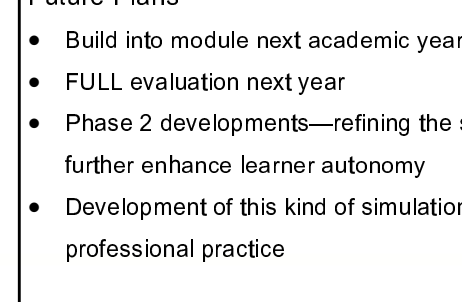 Future Plans
• Build into module next academic year
• FULL evaluation next year
• Phase 2 developments—refining the
further enhance learner autonomy
• Development of this kind of simulation
professional practice